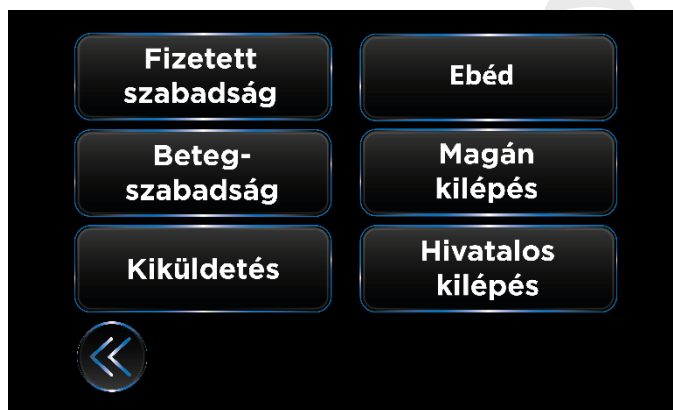 Fizetett
szabadság
Ebéd
Beteg-
szabadság
Magán
kilépés
Kiküldetés
Hivatalos
kilépés